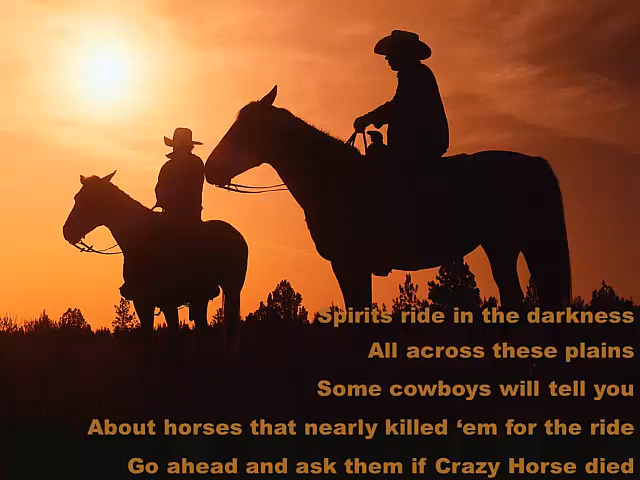 Spirits ride in the darkness
All across these plains
Some cowboys will tell you
About horses that nearly killed ‘em for the ride
Go ahead and ask them if Crazy Horse died